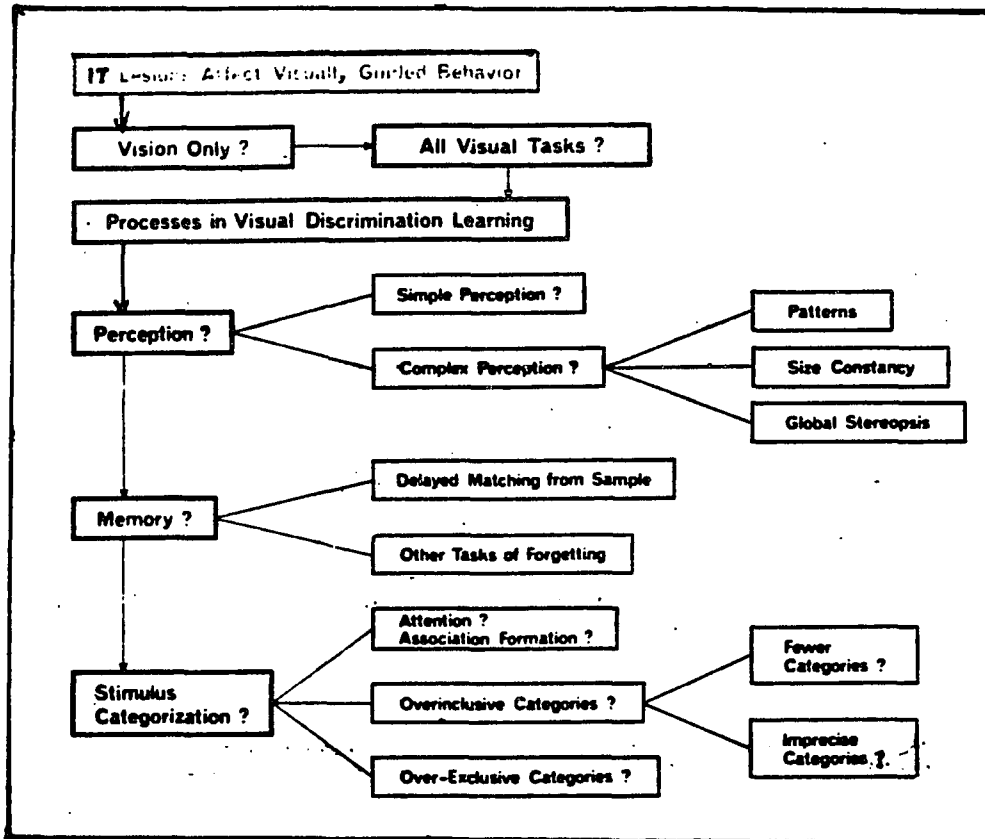 IT Lesions Affect Visually Guided Behavior
Vision Only ?
All Visual Tasks ?
Processes in Visual Discrimination Learning
Perception ?
Simple Perception ?
Complex Perception ?
Patterns
Size Constancy
Global Stereopsis
Memory ?
Delayed Matching from Sample
Other Tasks of Forgetting
Stimulus
Categorization ?
Attention ?
Association Formation ?
Overinclusive Categories ?
Over-Exclusive Categories ?
Fewer
Categories ?
Imprecise
Categories ?